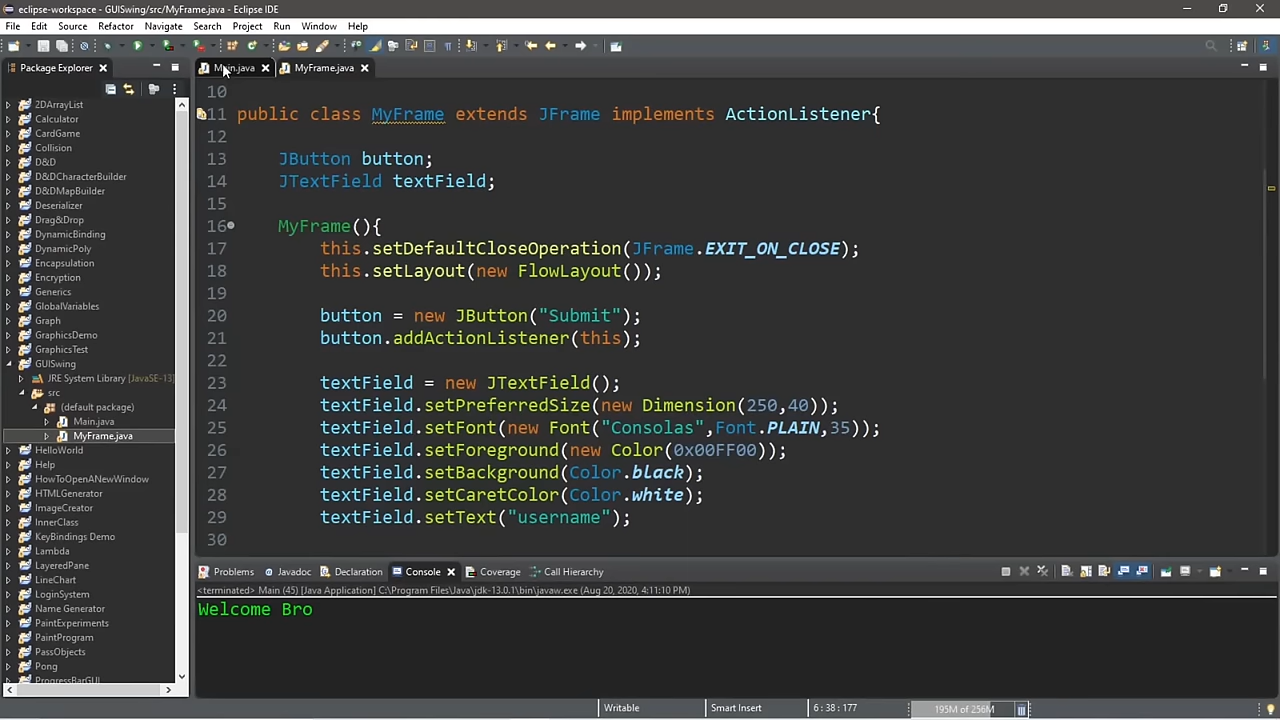 eclipse-workspace - GUISwing/src/MyFrame.java - Eclipse IDE
File Edit Source Refactor Navigate Search Project Run Window Help
Package Explorer
2DArrayList
Calculator
CardGame
Collision
D&D
D&DCharacterBuilder
D&DMapBuilder
Deserializer
Drag&Drop
DynamicBinding
DynamicPoly
Encapsulation
Encryption
Generics
GlobalVariables
Graph
GraphicsDemo
GraphicsTest
GUISwing
JRE System Library [JavaSE-13]
src
(default package)
Main.java
MyFrame.java
HelloWorld
Help
HowToOpenANewWindow
HTMLGenerator
ImageCreator
InnerClass
KeyBindings Demo
Lambda
LayeredPane
LineChart
LoginSystem
Name Generator
PaintExperiments
PaintProgram
PassObjects
Pong
ProgressBarGUI
Main.java MyFrame.java
10
11 public class MyFrame extends JFrame implements ActionListener{
12
13 JButton button;
14 JTextField textField;
15
16 MyFrame(){
17 this.setDefaultCloseOperation(JFrame.EXIT_ON_CLOSE);
18 this.setLayout(new FlowLayout());
19
20 button = new JButton("Submit");
21 button.addActionListener(this);
22
23 textField = new JTextField();
24 textField.setPreferredSize(new Dimension(250,40));
25 textField.setFont(new Font("Consolas",Font.PLAIN,35));
26 textField.setForeground(new Color(0x00FF00));
27 textField.setBackground(Color.black);
28 textField.setCaretColor(Color.white);
29 textField.setText("username");
30
Problems Javadoc Declaration Console Coverage Call Hierarchy
<terminated> Main (45) [Java Application] C:\Program Files\Java\jdk-13.0.1\bin\javaw.exe (Aug 20, 2020, 4:11:10 PM)
Welcome Bro
Writable Smart Insert 6 : 38 : 177 195M of 256M